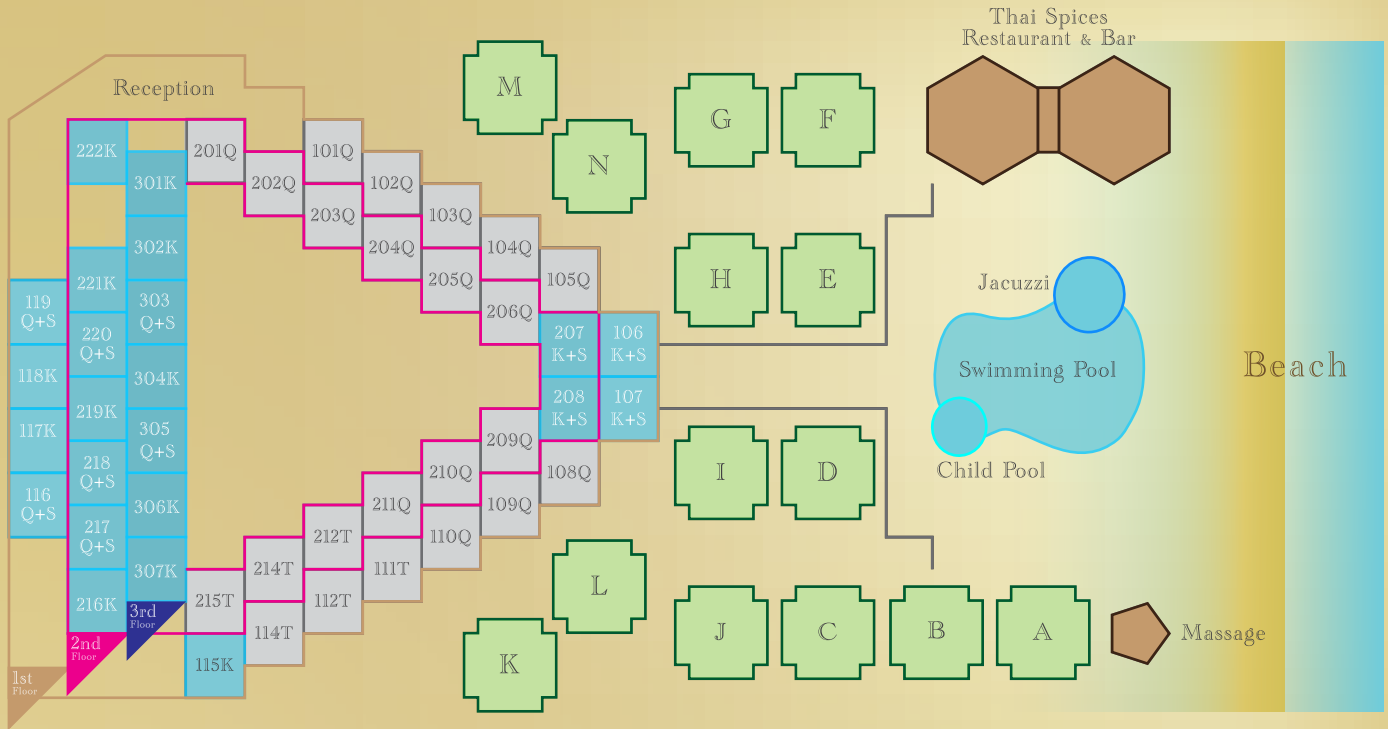 Thai Spices
Restaurant & Bar
Reception
M
G
F
N
222K
301K
201Q
202Q
101Q
102Q
203Q
103Q
302K
204Q
104Q
221K
205Q
105Q
H
E
Jacuzzi
119
Q+S
303
Q+S
206Q
220
Q+S
207
K+S
106
K+S
118K
304K
Swimming Pool
Beach
219K
208
K+S
107
K+S
117K
305
Q+S
209Q
218
Q+S
210Q
108Q
I
D
Child Pool
116
Q+S
306K
211Q
109Q
217
Q+S
212T
110Q
307K
214T
111T
216K
215T
112T
L
3rd
Floor
114T
J
C
B
A
Massage
2nd
Floor
115K
K
1st
Floor